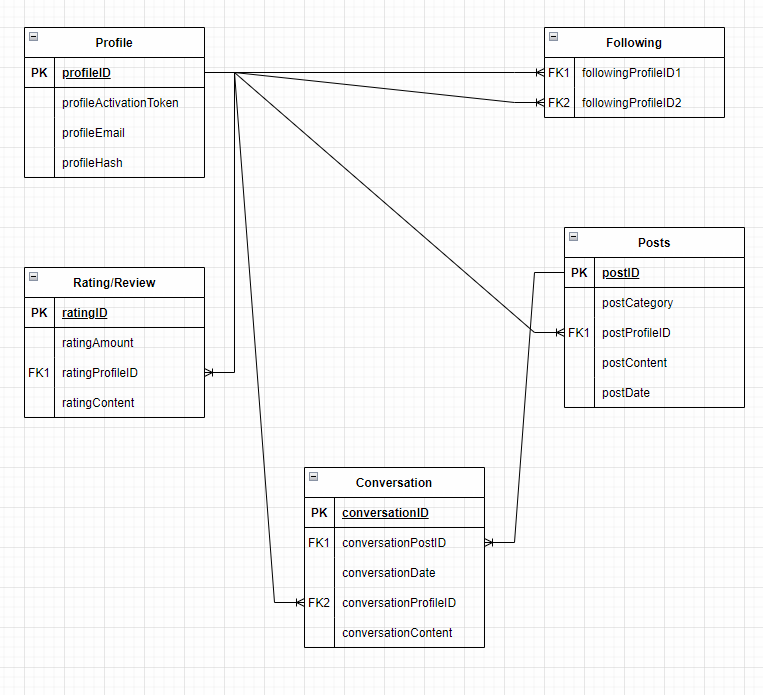 Profile
PK profileID
profileActivationToken
profileEmail
profileHash
Following
FK1 followingProfileID1
FK2 followingProfileID2
Posts
PK postID
postCategory
FK1 postProfileID
postContent
postDate
Rating/Review
PK ratingID
ratingAmount
FK1 ratingProfileID
ratingContent
Conversation
PK conversationID
FK1 conversationPostID
conversationDate
FK2 conversationProfileID
conversationContent